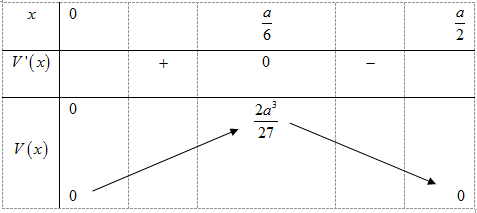 x 0 a/6 a/2
V'(x) + 0 −
0 2a³/27
V(x)
0 0